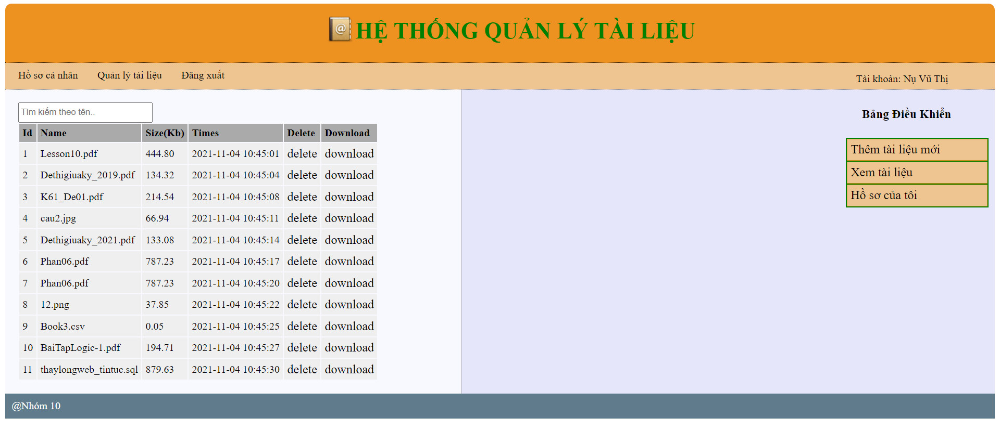 HỆ THỐNG QUẢN LÝ TÀI LIỆU
Hồ sơ cá nhân Quản lý tài liệu Đăng xuất Tài khoản: Nụ Vũ Thị
Tìm kiếm theo tên..
Id Name Size(Kb) Times Delete Download
1 Lesson10.pdf 444.80 2021-11-04 10:45:01 delete download
2 Dethigiuaky_2019.pdf 134.32 2021-11-04 10:45:04 delete download
3 K61_De01.pdf 214.54 2021-11-04 10:45:08 delete download
4 cau2.jpg 66.94 2021-11-04 10:45:11 delete download
5 Dethigiuaky_2021.pdf 133.08 2021-11-04 10:45:14 delete download
6 Phan06.pdf 787.23 2021-11-04 10:45:17 delete download
7 Phan06.pdf 787.23 2021-11-04 10:45:20 delete download
8 12.png 37.85 2021-11-04 10:45:22 delete download
9 Book3.csv 0.05 2021-11-04 10:45:25 delete download
10 BaiTapLogic-1.pdf 194.71 2021-11-04 10:45:27 delete download
11 thaylongweb_tintuc.sql 879.63 2021-11-04 10:45:30 delete download
Bảng Điều Khiển
Thêm tài liệu mới
Xem tài liệu
Hồ sơ của tôi
@Nhóm 10